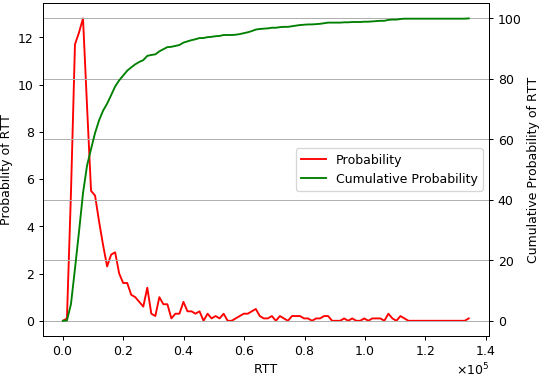 12
10
8
6
4
2
0
Probability of RTT
100
80
60
40
20
0
Cumulative Probability of RTT
Probability
Cumulative Probability
0.0 0.2 0.4 0.6 0.8 1.0 1.2 1.4
×10⁵
RTT